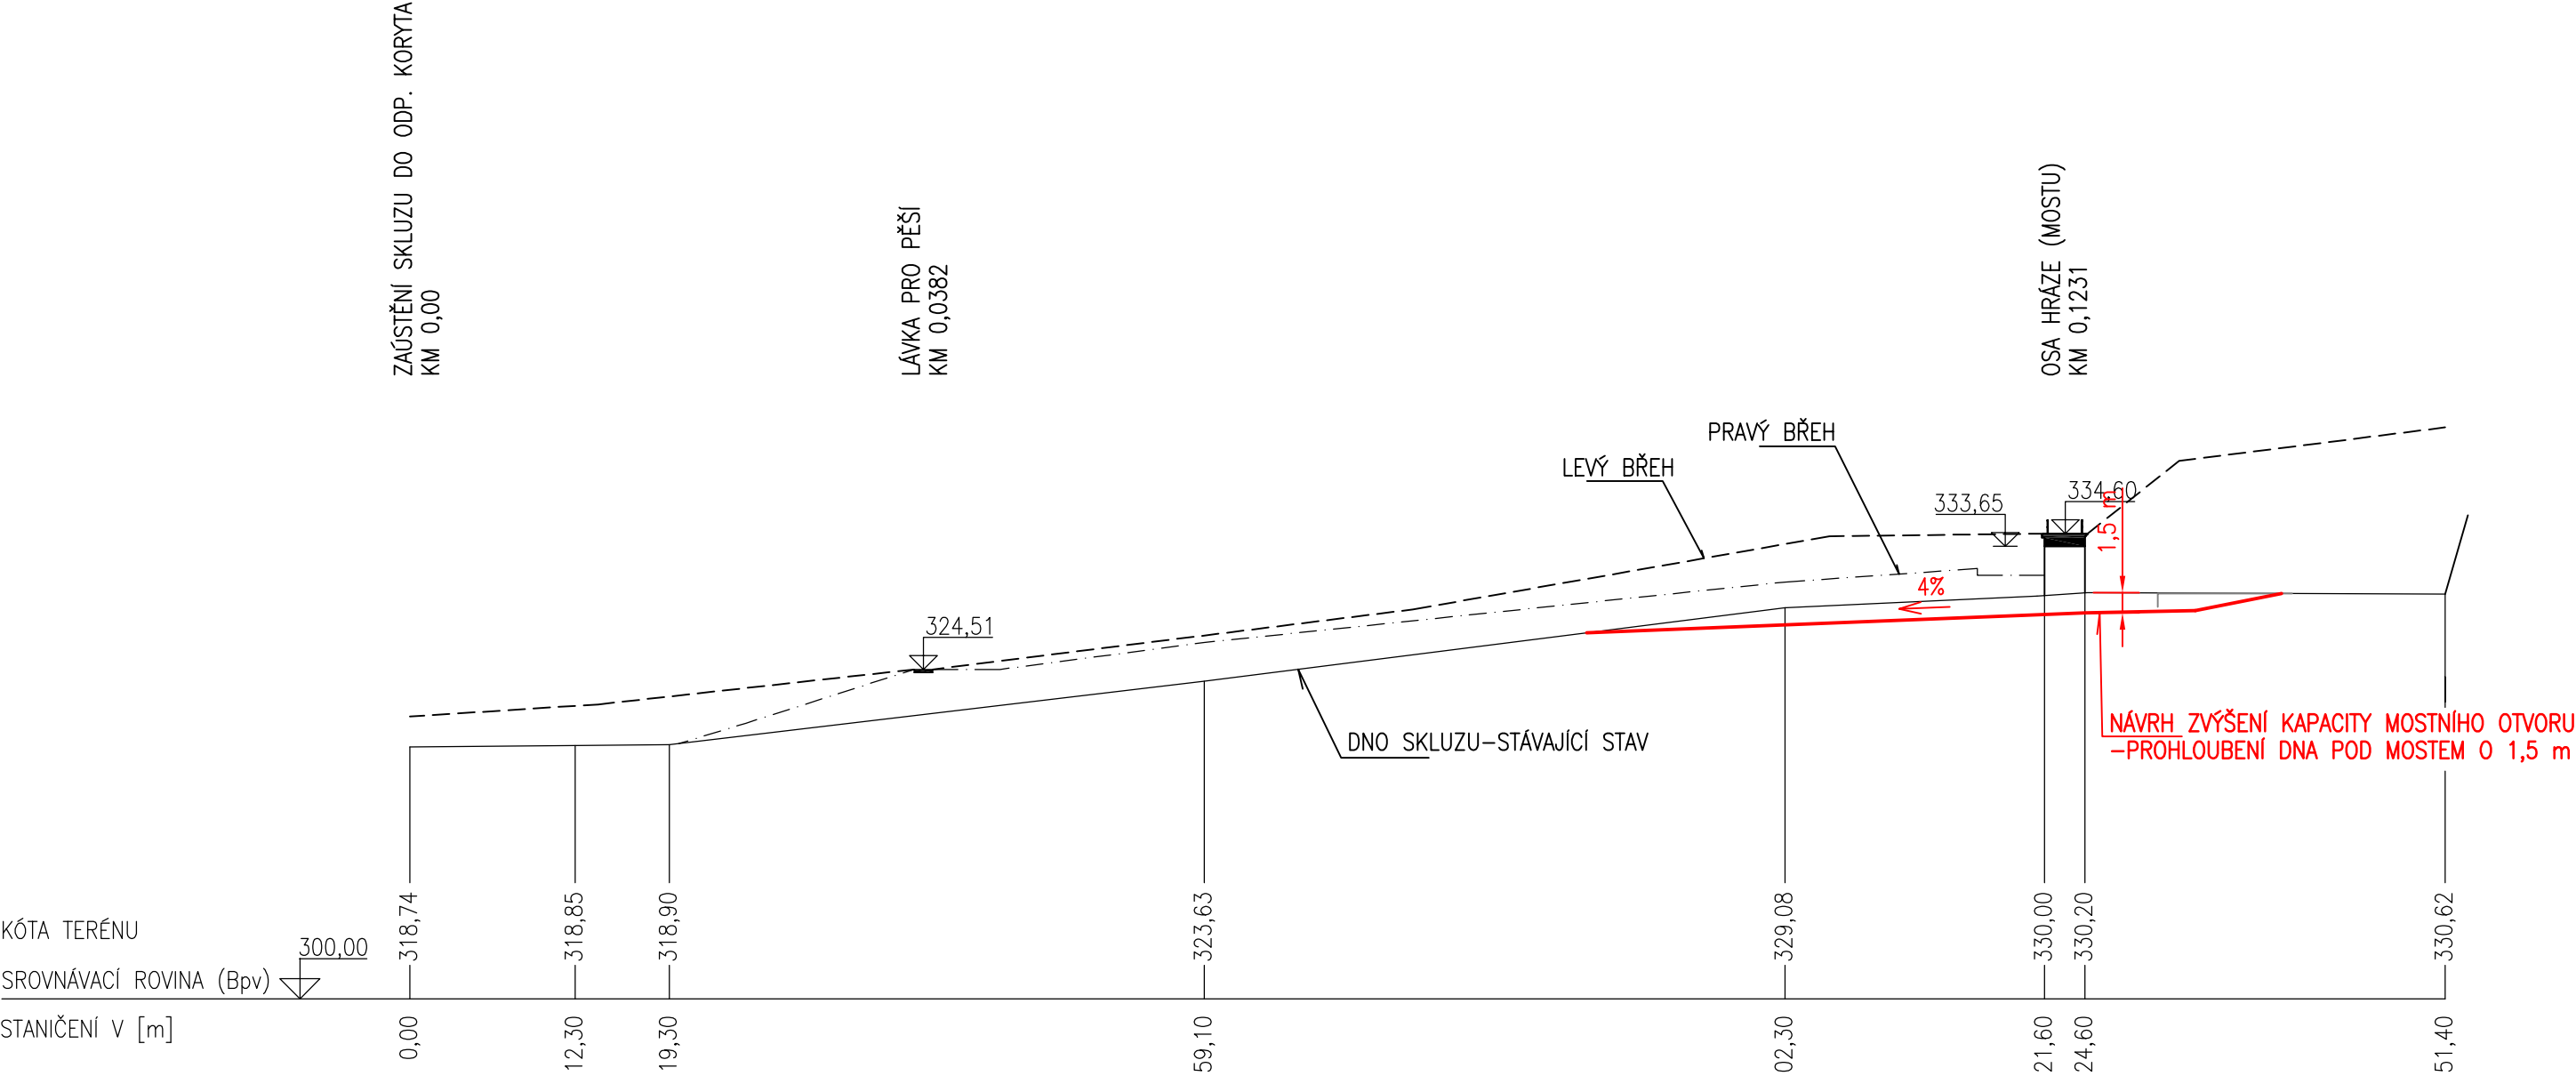 ZAÚSTĚNÍ SKLUZU DO ODP. KORYTA
KM 0,00
LÁVKA PRO PĚŠÍ
KM 0,0382
OSA HRÁZE (MOSTU)
KM 0,1231
PRAVÝ BŘEH
LEVÝ BŘEH
333,65
334,60
1,5 m
4%
324,51
NÁVRH ZVÝŠENÍ KAPACITY MOSTNÍHO OTVORU
-PROHLOUBENÍ DNA POD MOSTEM O 1,5 m
DNO SKLUZU-STÁVAJÍCÍ STAV
KÓTA TERÉNU
318,74
318,85
318,90
323,63
329,08
330,00
330,20
330,62
300,00
SROVNÁVACÍ ROVINA (Bpv)
STANIČENÍ V [m]
0,00
12,30
19,30
59,10
02,30
21,60
24,60
51,40